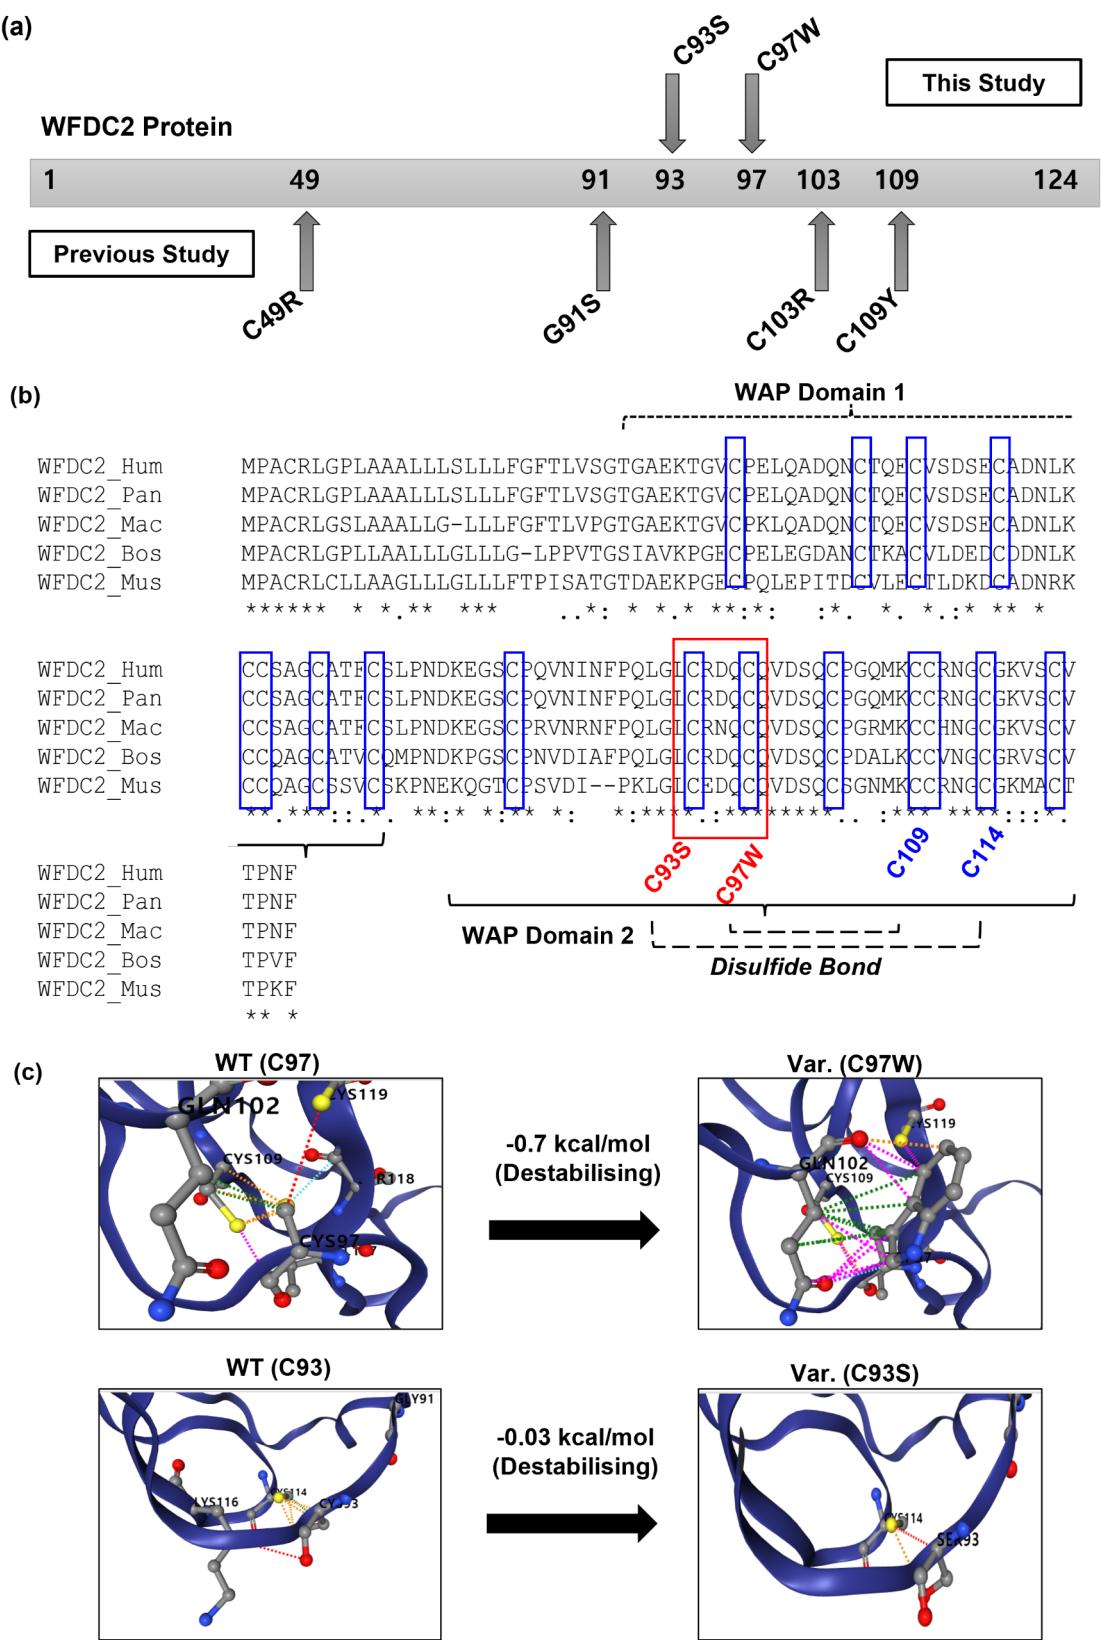 (a)
C93S
C97W
This Study
WFDC2 Protein
1 49 91 93 97 103 109 124
Previous Study
C49R
G91S
C103R
C109Y
(b)
WAP Domain 1
WFDC2_Hum MPACRLGPLAAALLLSLLLFGFTLVSGTGAEKTGVCPELQADQNCTQECVSDSECADNLK
WFDC2_Pan MPACRLGPLAAALLLSLLLFGFTLVSGTGAEKTGVCPELQADQNCTQECVSDSECADNLK
WFDC2_Mac MPACRLGSLAAALLG-LLLFGFTLVPGTGAEKTGVCPKLQADQNCTQECVSDSECADNLK
WFDC2_Bos MPACRLGPLLAALLLGLLLG-LPPVTGSIAVKPGECPELEGDANCTKACVLDEDCDDNLK
WFDC2_Mus MPACRLCLLAAGLLLGLLLFTPISATGTDAEKPGECPQLEPITDCVLECTLDKDCADNRK
****** * *.** *** ..*: * **.*:*: :*. *. *.:* ** *
WFDC2_Hum CCSAGCATFCSLPNDKEGSCPQVNINFPQLGLCRDQCQVDSQCPGQMKCCRNGCGKVSCV
WFDC2_Pan CCSAGCATFCSLPNDKEGSCPQVNINFPQLGLCRDQCQVDSQCPGQMKCCRNGCGKVSCV
WFDC2_Mac CCSAGCATFCSLPNDKEGSCPRVNRNFPQLGLCRNQCQVDSQCPGRMKCCRNGCGKVSCV
WFDC2_Bos CCQAGCATVCQMPNDKPGSCPNVDIAFPQLGLCRDQCQVDSQCPDALKCCVNGCGRVSCV
WFDC2_Mus CCQAGCSSVCSKPNEKQGTCPSVDI--PKLGLCEDQCQVDSQCSGNMKCCRNGCGKMACT
**.***::.*. **:* *:** *: *:****.:********.. :*** ****:::*.
C93S
C97W
C109
C114
WFDC2_Hum TPNF
WFDC2_Pan TPNF
WFDC2_Mac TPNF
WFDC2_Bos TPVF
WFDC2_Mus TPKF
** *
WAP Domain 2
Disulfide Bond
(c)
WT (C97)
Var. (C97W)
GLN102
CYS109
R118
CYS97
-0.7 kcal/mol
(Destabilising)
GLN102
CYS109
WT (C93)
Var. (C93S)
GLY91
LYS116
-0.03 kcal/mol
(Destabilising)
SER93